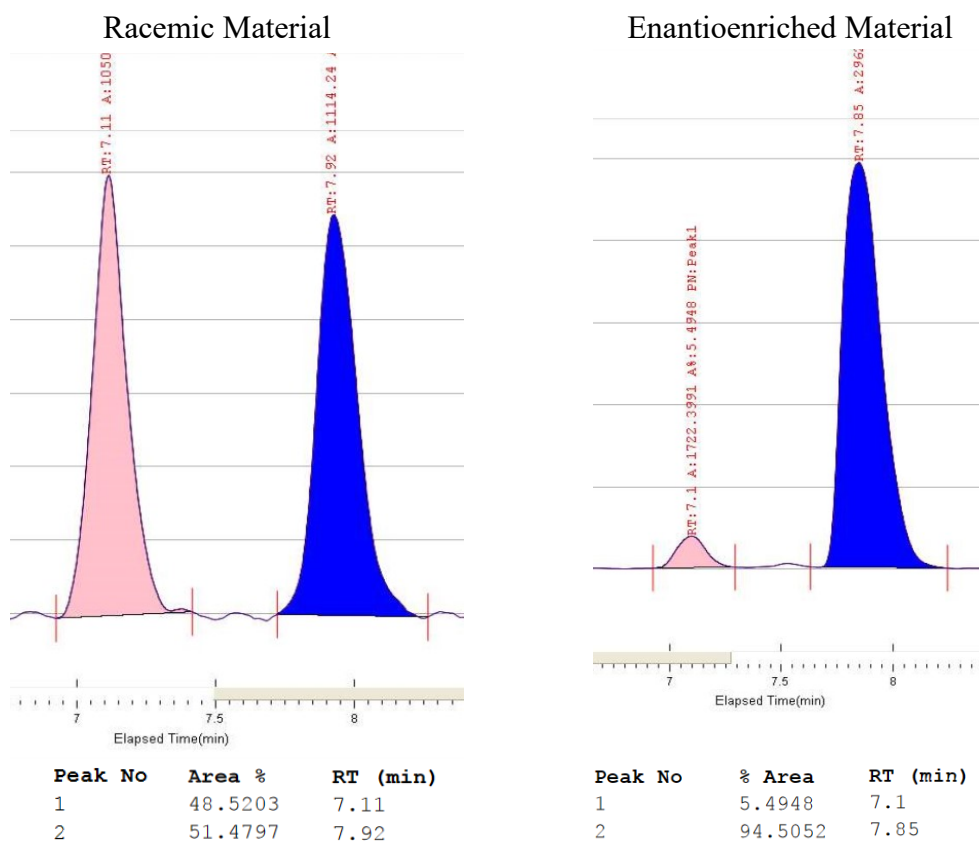 Racemic Material
RT:7.11 A:1050
RT:7.92 A:1114.24
7
7.5
8
Elapsed Time(min)
Peak No Area % RT (min)
1 48.5203 7.11
2 51.4797 7.92
Enantioenriched Material
RT:7.1 A:1722.3991 A%:5.4948 PN:Peak1
RT:7.85 A:296
7
7.5
8
Elapsed Time(min)
Peak No % Area RT (min)
1 5.4948 7.1
2 94.5052 7.85